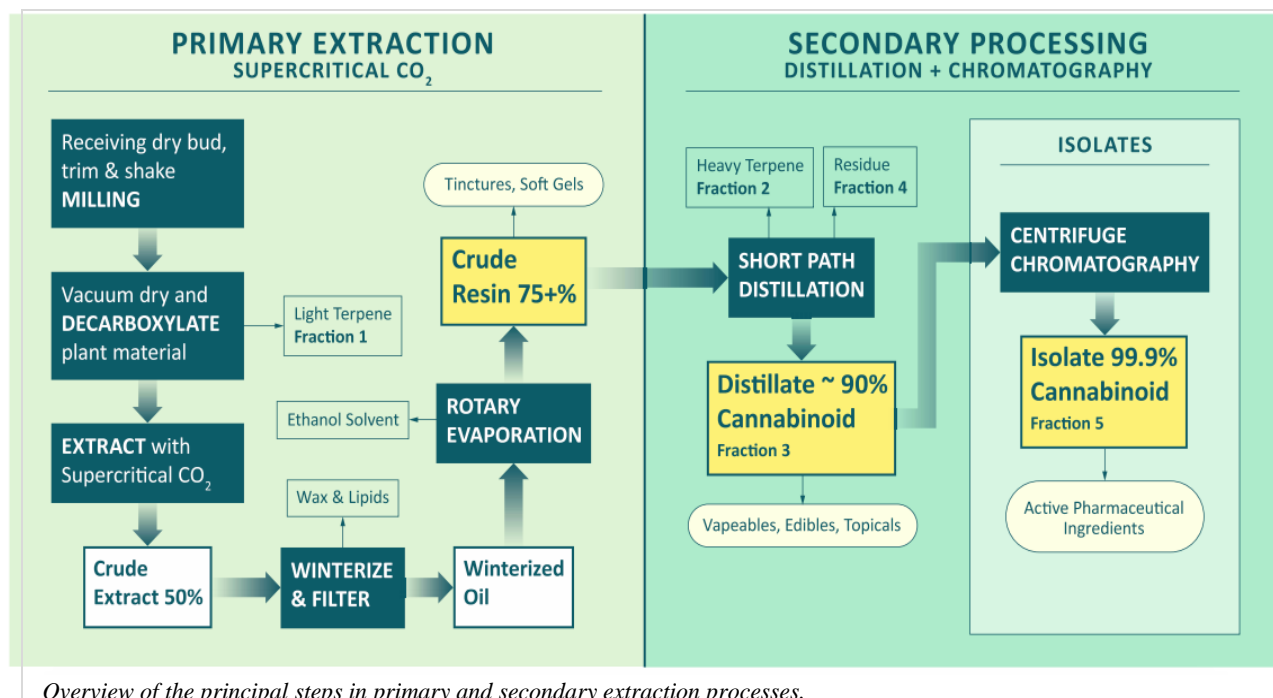 PRIMARY EXTRACTION
SUPERCRITICAL CO₂
Receiving dry bud,
trim & shake
MILLING
Vacuum dry and
DECARBOXYLATE
plant material
Light Terpene
Fraction 1
EXTRACT with
Supercritical CO₂
Crude
Extract 50%
Wax & Lipids
WINTERIZE
& FILTER
Winterized
Oil
Ethanol Solvent
ROTARY
EVAPORATION
Crude
Resin 75+%
Tinctures, Soft Gels
SECONDARY PROCESSING
DISTILLATION + CHROMATOGRAPHY
Heavy Terpene
Fraction 2
Residue
Fraction 4
SHORT PATH
DISTILLATION
Distillate ~ 90%
Cannabinoid
Fraction 3
Vapeables, Edibles, Topicals
ISOLATES
CENTRIFUGE
CHROMATOGRAPHY
Isolate 99.9%
Cannabinoid
Fraction 5
Active Pharmaceutical
Ingredients
Overview of the principal steps in primary and secondary extraction processes.